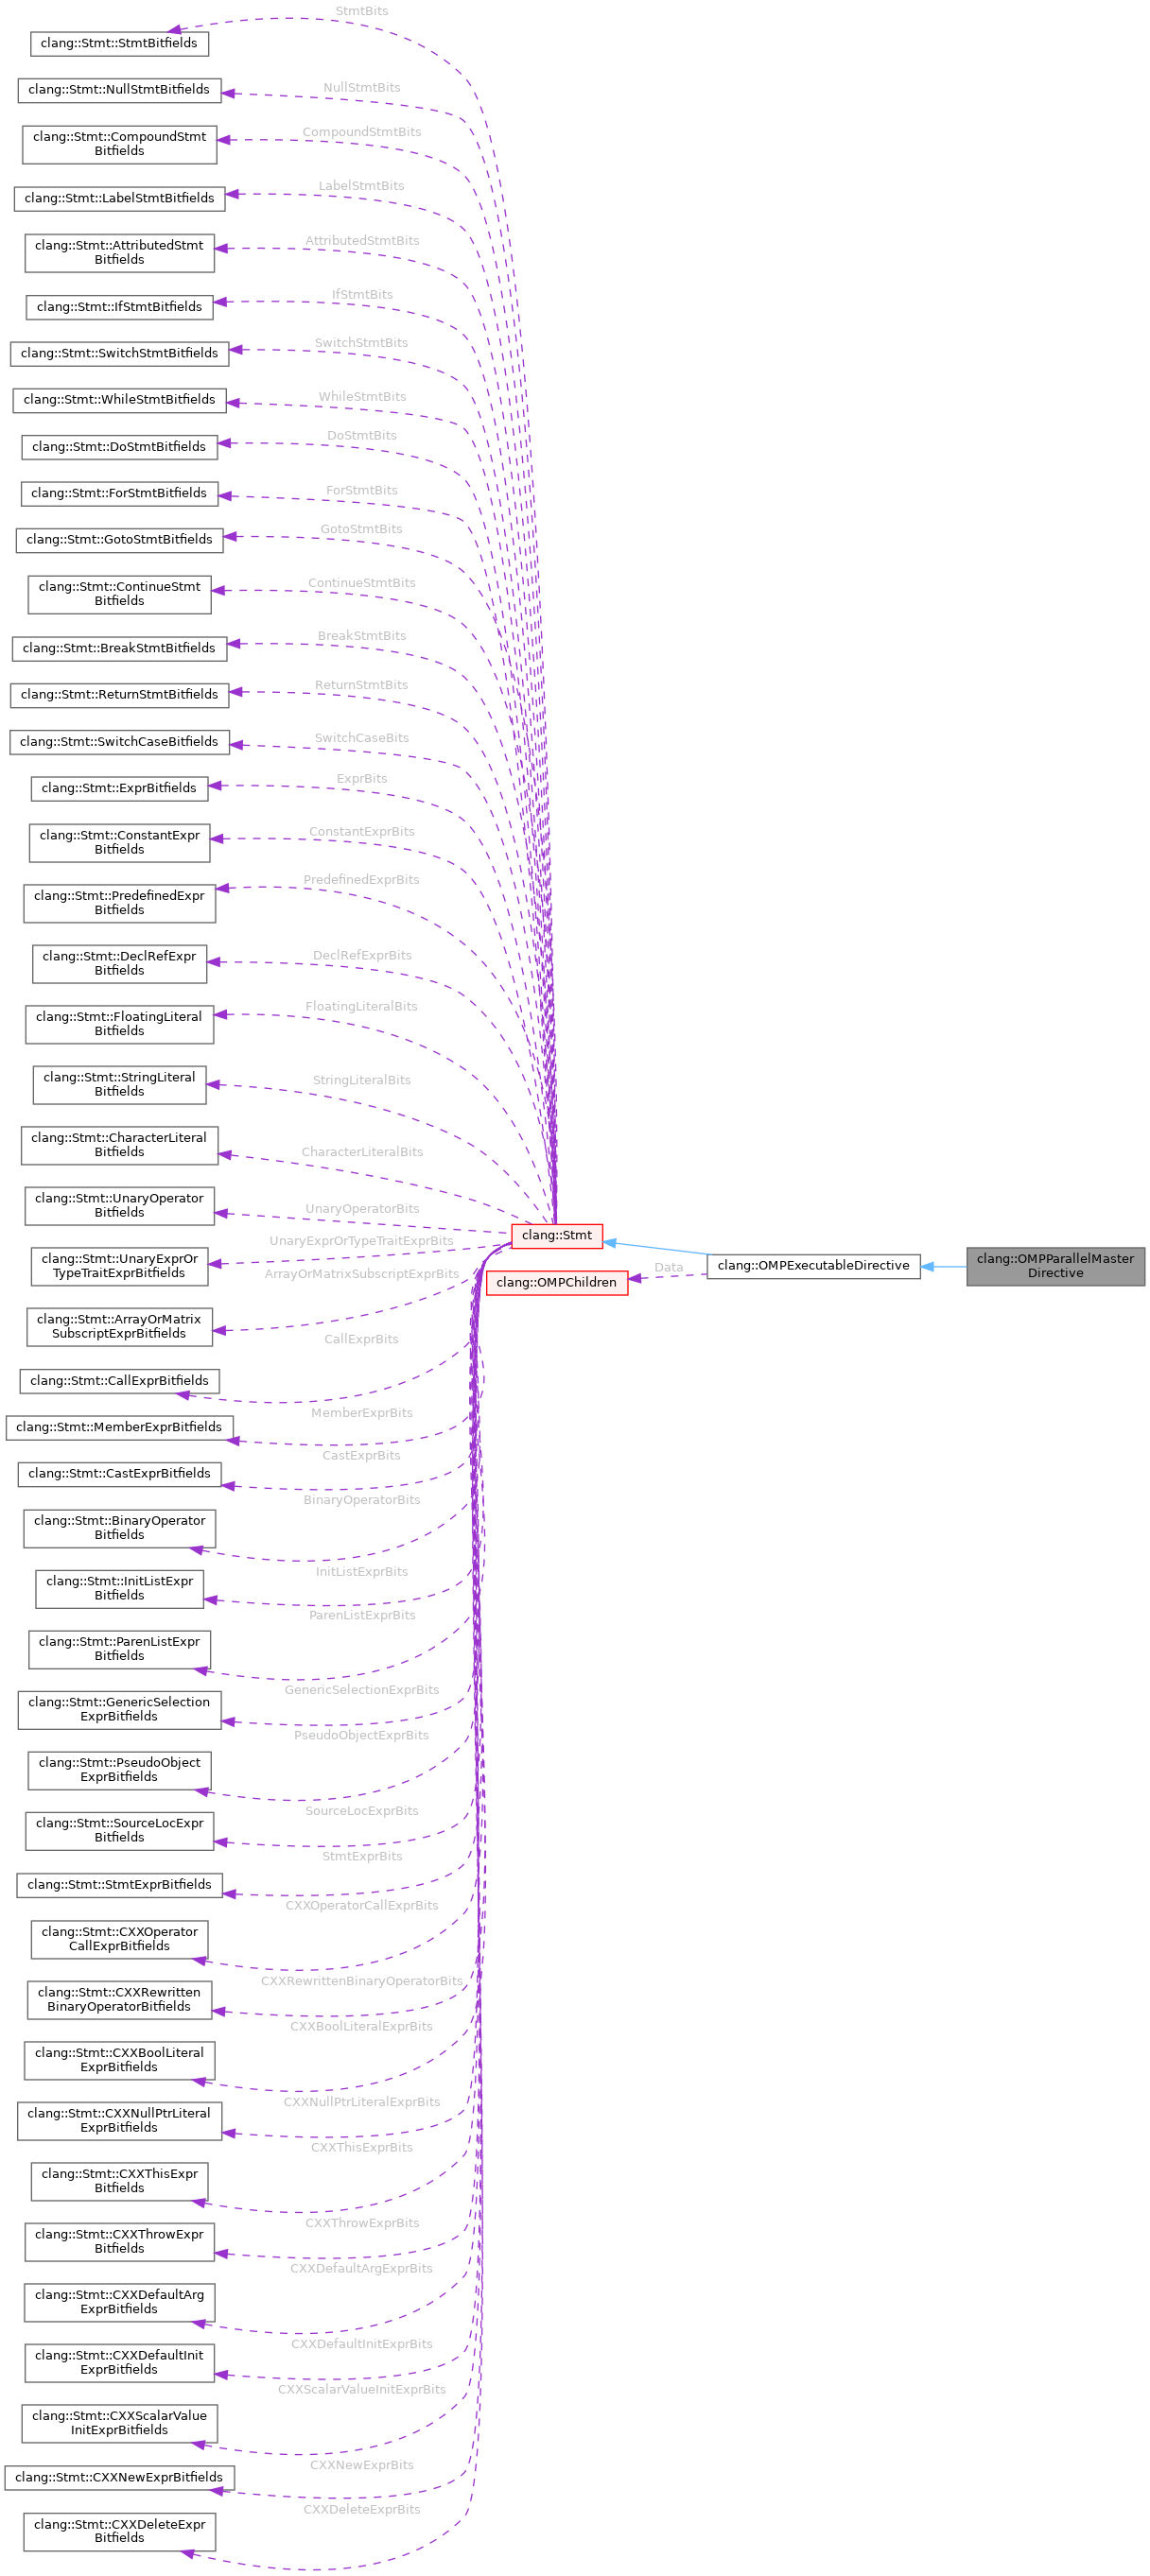 StmtBits
clang::Stmt::StmtBitfields
NullStmtBits
clang::Stmt::NullStmtBitfields
CompoundStmtBits
clang::Stmt::CompoundStmt
Bitfields
LabelStmtBits
clang::Stmt::LabelStmtBitfields
AttributedStmtBits
clang::Stmt::AttributedStmt
Bitfields
IfStmtBits
clang::Stmt::IfStmtBitfields
SwitchStmtBits
clang::Stmt::SwitchStmtBitfields
WhileStmtBits
clang::Stmt::WhileStmtBitfields
DoStmtBits
clang::Stmt::DoStmtBitfields
ForStmtBits
clang::Stmt::ForStmtBitfields
GotoStmtBits
clang::Stmt::GotoStmtBitfields
ContinueStmtBits
clang::Stmt::ContinueStmt
Bitfields
BreakStmtBits
clang::Stmt::BreakStmtBitfields
ReturnStmtBits
clang::Stmt::ReturnStmtBitfields
SwitchCaseBits
clang::Stmt::SwitchCaseBitfields
ExprBits
clang::Stmt::ExprBitfields
ConstantExprBits
clang::Stmt::ConstantExpr
Bitfields
PredefinedExprBits
clang::Stmt::PredefinedExpr
Bitfields
DeclRefExprBits
clang::Stmt::DeclRefExpr
Bitfields
FloatingLiteralBits
clang::Stmt::FloatingLiteral
Bitfields
StringLiteralBits
clang::Stmt::StringLiteral
Bitfields
CharacterLiteralBits
clang::Stmt::CharacterLiteral
Bitfields
UnaryOperatorBits
clang::Stmt::UnaryOperator
Bitfields
UnaryExprOrTypeTraitExprBits
clang::Stmt::UnaryExprOr
TypeTraitExprBitfields
clang::Stmt
clang::OMPChildren
Data
clang::OMPExecutableDirective
clang::OMPParallelMaster
Directive
ArrayOrMatrixSubscriptExprBits
clang::Stmt::ArrayOrMatrix
SubscriptExprBitfields
CallExprBits
clang::Stmt::CallExprBitfields
MemberExprBits
clang::Stmt::MemberExprBitfields
CastExprBits
clang::Stmt::CastExprBitfields
BinaryOperatorBits
clang::Stmt::BinaryOperator
Bitfields
InitListExprBits
clang::Stmt::InitListExpr
Bitfields
ParenListExprBits
clang::Stmt::ParenListExpr
Bitfields
GenericSelectionExprBits
clang::Stmt::GenericSelection
ExprBitfields
PseudoObjectExprBits
clang::Stmt::PseudoObject
ExprBitfields
SourceLocExprBits
clang::Stmt::SourceLocExpr
Bitfields
StmtExprBits
clang::Stmt::StmtExprBitfields
CXXOperatorCallExprBits
clang::Stmt::CXXOperator
CallExprBitfields
CXXRewrittenBinaryOperatorBits
clang::Stmt::CXXRewritten
BinaryOperatorBitfields
CXXBoolLiteralExprBits
clang::Stmt::CXXBoolLiteral
ExprBitfields
CXXNullPtrLiteralExprBits
clang::Stmt::CXXNullPtrLiteral
ExprBitfields
CXXThisExprBits
clang::Stmt::CXXThisExpr
Bitfields
CXXThrowExprBits
clang::Stmt::CXXThrowExpr
Bitfields
CXXDefaultArgExprBits
clang::Stmt::CXXDefaultArg
ExprBitfields
CXXDefaultInitExprBits
clang::Stmt::CXXDefaultInit
ExprBitfields
CXXScalarValueInitExprBits
clang::Stmt::CXXScalarValue
InitExprBitfields
CXXNewExprBits
clang::Stmt::CXXNewExprBitfields
CXXDeleteExprBits
clang::Stmt::CXXDeleteExpr
Bitfields